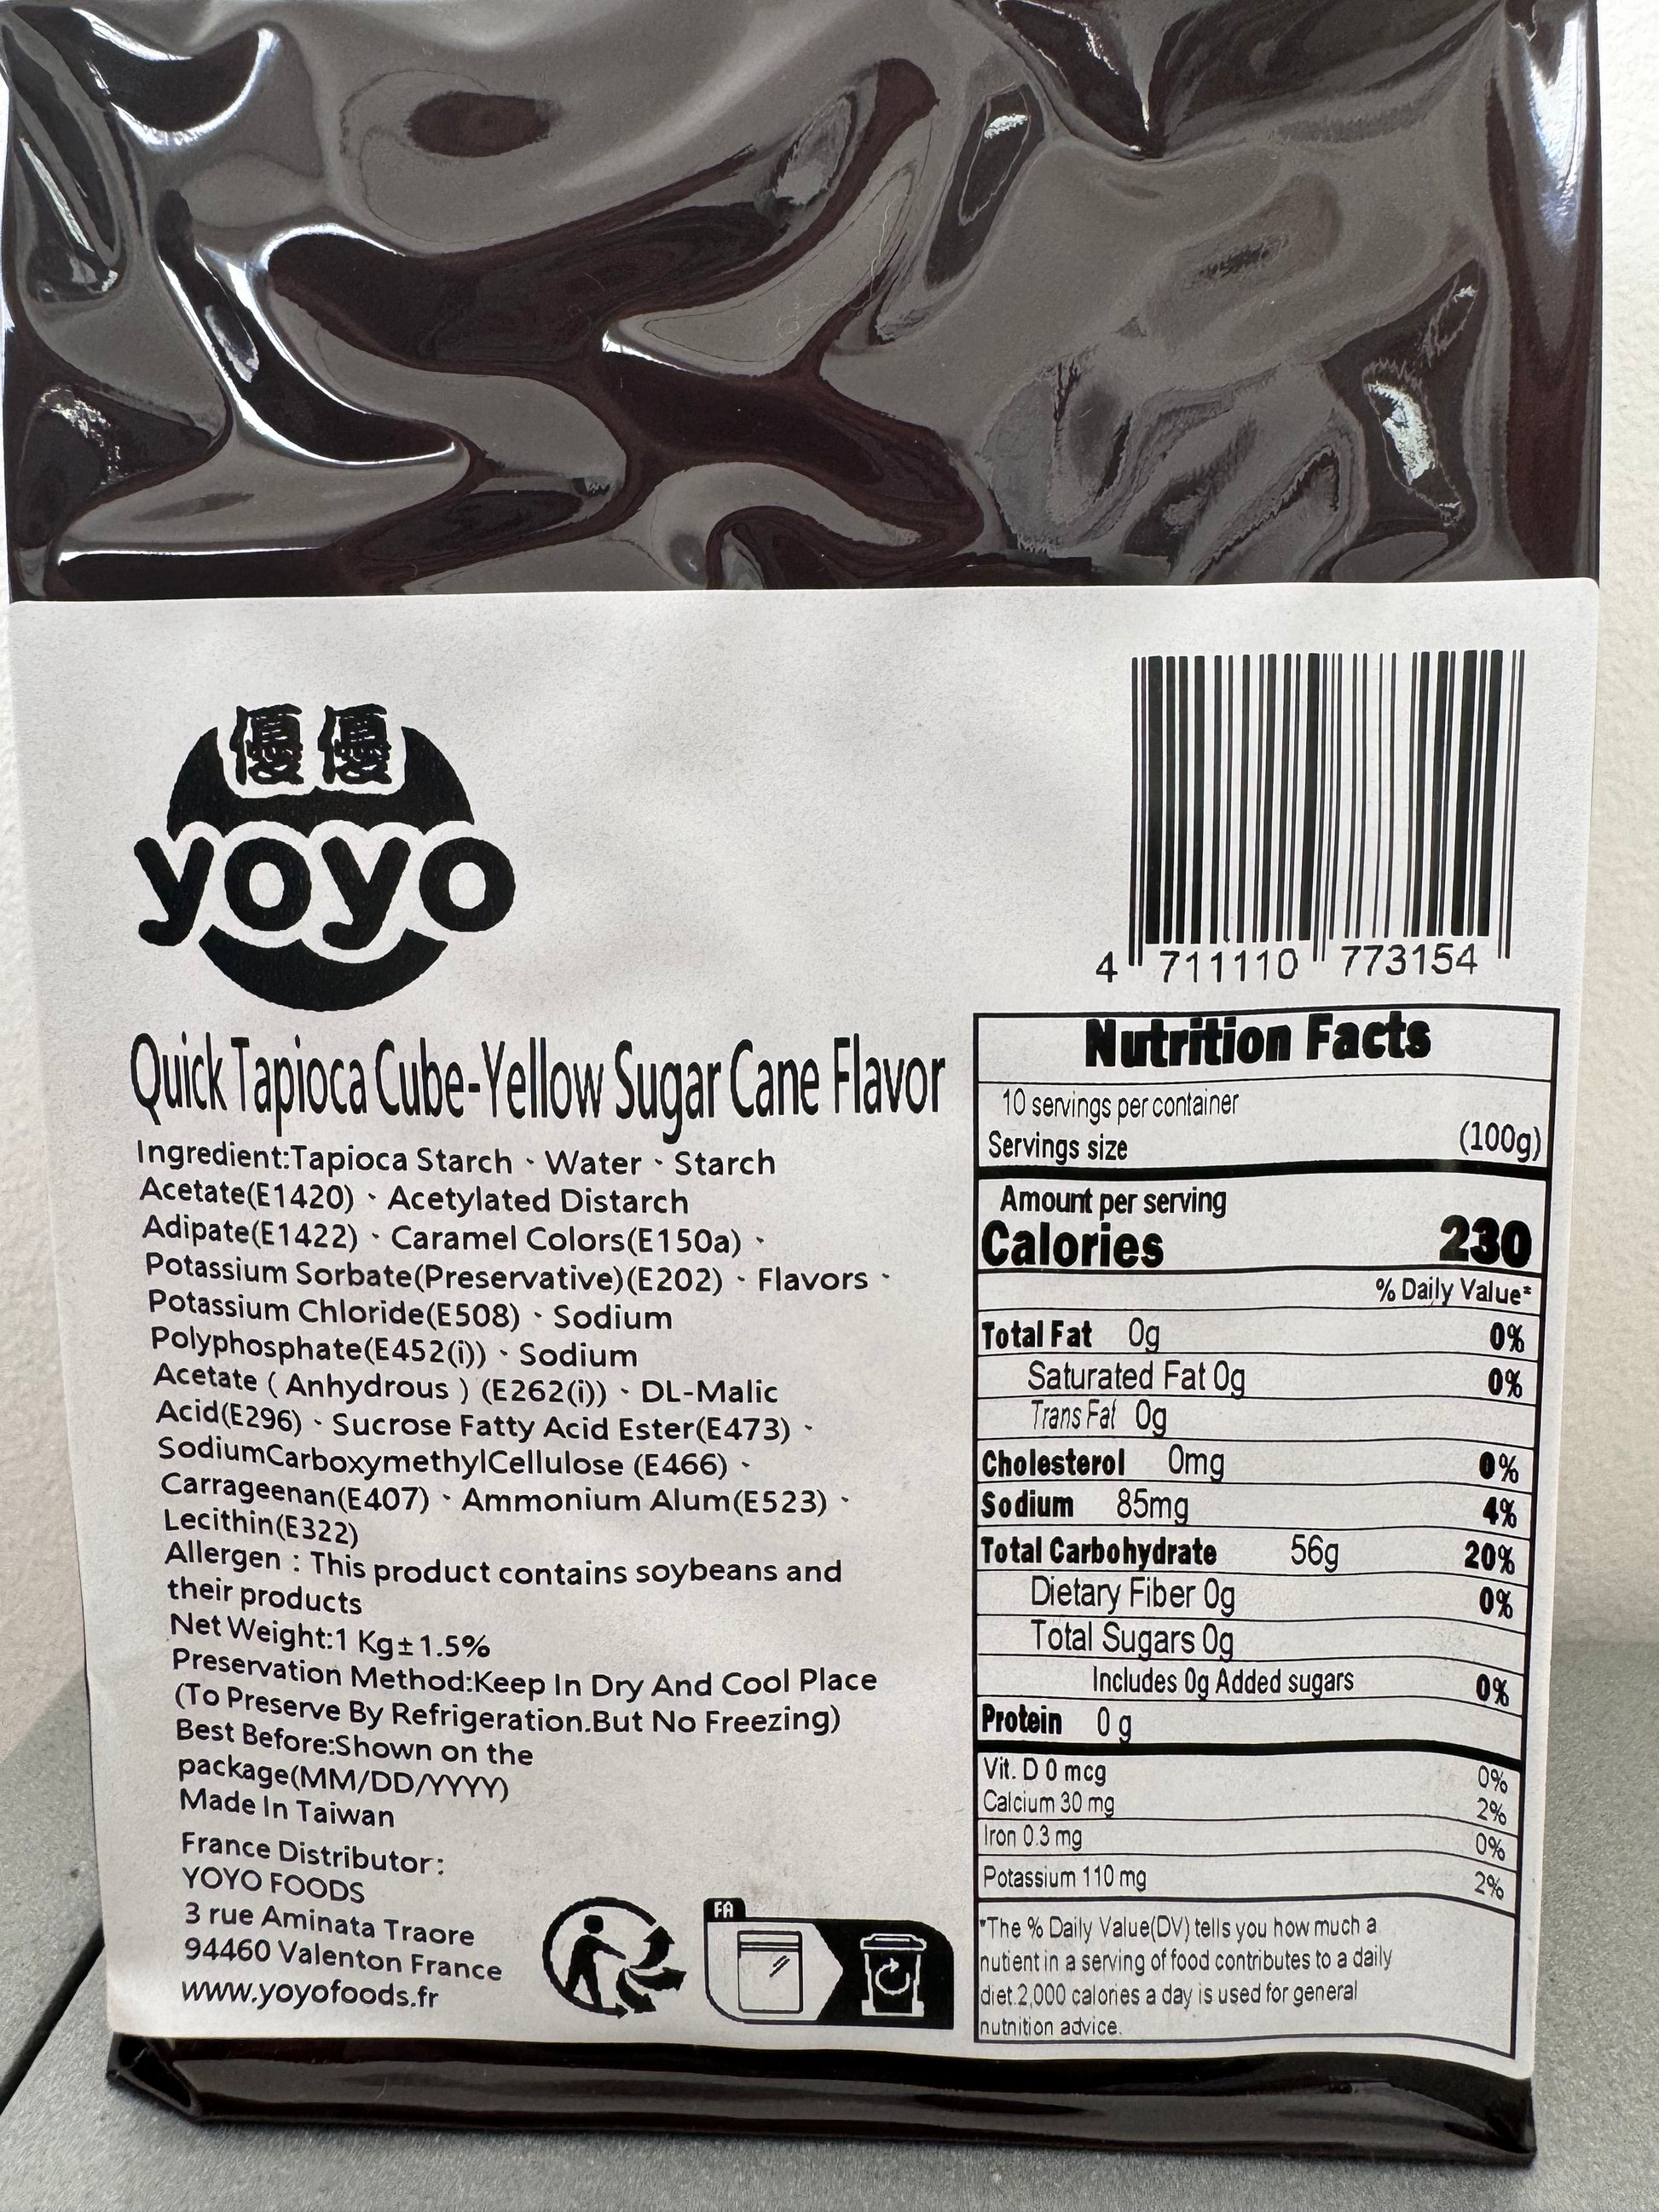 優優
yoyo
4 711110 773154
Quick Tapioca Cube-Yellow Sugar Cane Flavor
Ingredient:Tapioca Starch、Water、Starch
Acetate(E1420)、Acetylated Distarch
Adipate(E1422)、Caramel Colors(E150a)、
Potassium Sorbate(Preservative)(E202)、Flavors、
Potassium Chloride(E508)、Sodium
Polyphosphate(E452(i))、Sodium
Acetate ( Anhydrous ) (E262(i))、DL-Malic
Acid(E296)、Sucrose Fatty Acid Ester(E473)、
SodiumCarboxymethylCellulose (E466)、
Carrageenan(E407)、Ammonium Alum(E523)、
Lecithin(E322)
Allergen : This product contains soybeans and
their products
Net Weight:1 Kg±1.5%
Preservation Method:Keep In Dry And Cool Place
(To Preserve By Refrigeration.But No Freezing)
Best Before:Shown on the
package(MM/DD/YYYY)
Made In Taiwan
France Distributor:
YOYO FOODS
3 rue Aminata Traore
94460 Valenton France
www.yoyofoods.fr
FA
Nutrition Facts
10 servings per container
Servings size (100g)
Amount per serving
Calories 230
% Daily Value*
Total Fat 0g 0%
Saturated Fat 0g 0%
Trans Fat 0g
Cholesterol 0mg 0%
Sodium 85mg 4%
Total Carbohydrate 56g 20%
Dietary Fiber 0g 0%
Total Sugars 0g
Includes 0g Added sugars 0%
Protein 0 g
Vit. D 0 mcg 0%
Calcium 30 mg 2%
Iron 0.3 mg 0%
Potassium 110 mg 2%
*The % Daily Value(DV) tells you how much a
nutient in a serving of food contributes to a daily
diet.2,000 calories a day is used for general
nutnition advice.